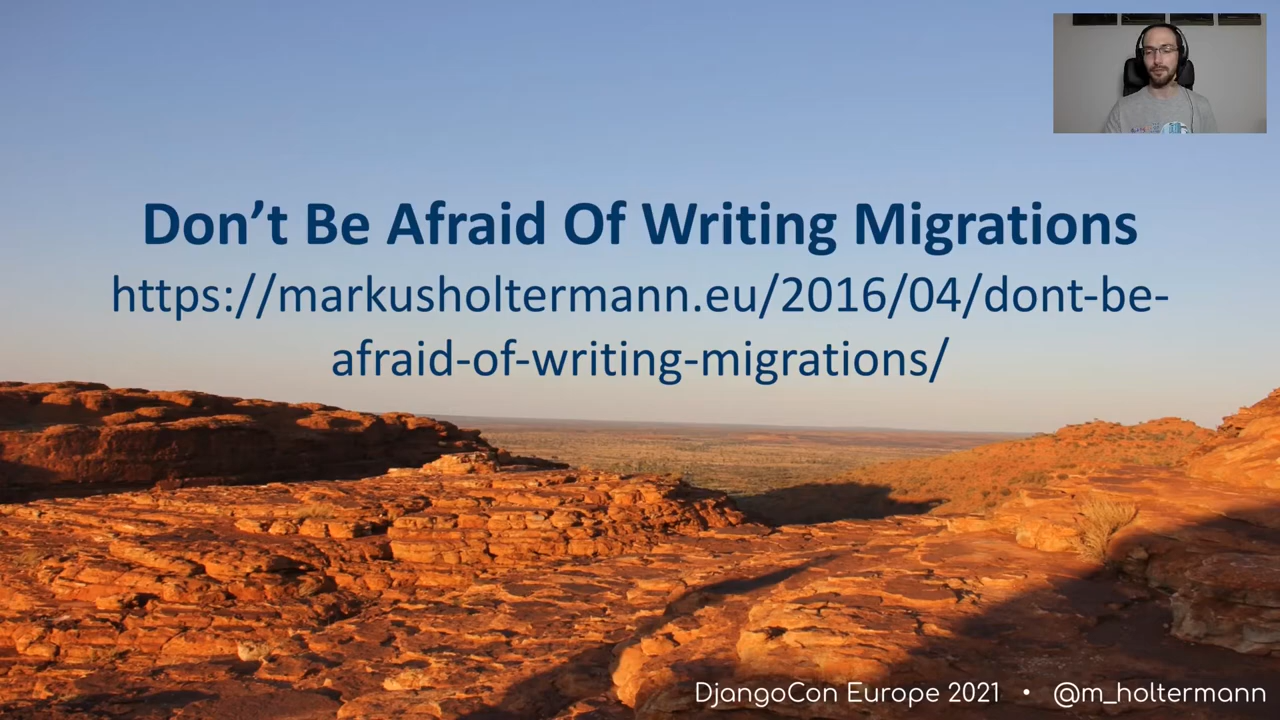 Don’t Be Afraid Of Writing Migrations
https://markusholtermann.eu/2016/04/dont-be-
afraid-of-writing-migrations/
DjangoCon Europe 2021 • @m_holtermann